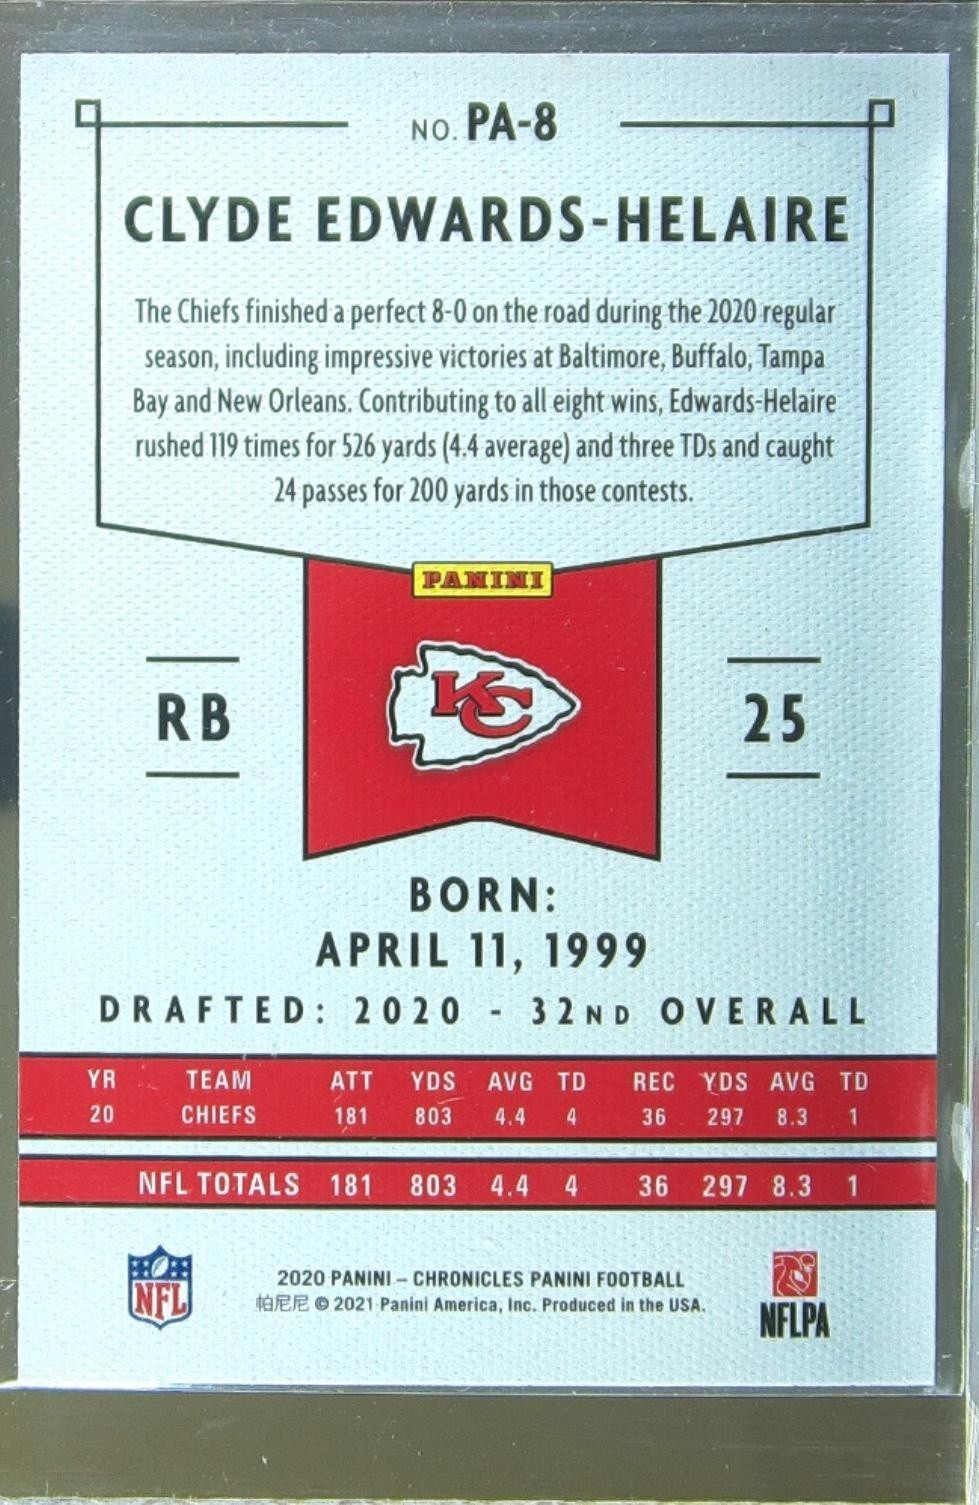 NO. PA-8
CLYDE EDWARDS-HELAIRE
The Chiefs finished a perfect 8-0 on the road during the 2020 regular
season, including impressive victories at Baltimore, Buffalo, Tampa
Bay and New Orleans. Contributing to all eight wins, Edwards-Helaire
rushed 119 times for 526 yards (4.4 average) and three TDs and caught
24 passes for 200 yards in those contests.
PANINI
KC
RB
25
BORN:
APRIL 11, 1999
DRAFTED: 2020 - 32ND OVERALL
YR TEAM ATT YDS AVG TD REC YDS AVG TD
20 CHIEFS 181 803 4.4 4 36 297 8.3 1
NFL TOTALS 181 803 4.4 4 36 297 8.3 1
NFL
2020 PANINI – CHRONICLES PANINI FOOTBALL
帕尼尼 © 2021 Panini America, Inc. Produced in the USA.
NFLPA